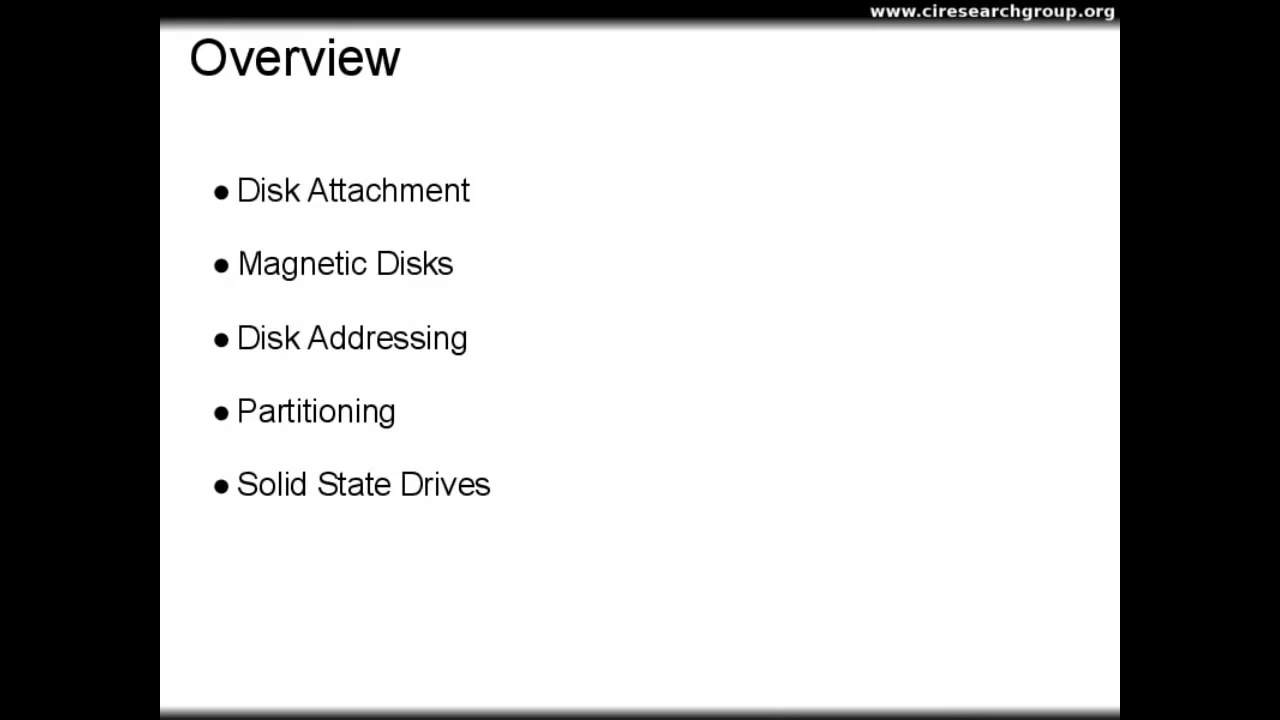 www.ciresearchgroup.org
Overview
● Disk Attachment
● Magnetic Disks
● Disk Addressing
● Partitioning
● Solid State Drives